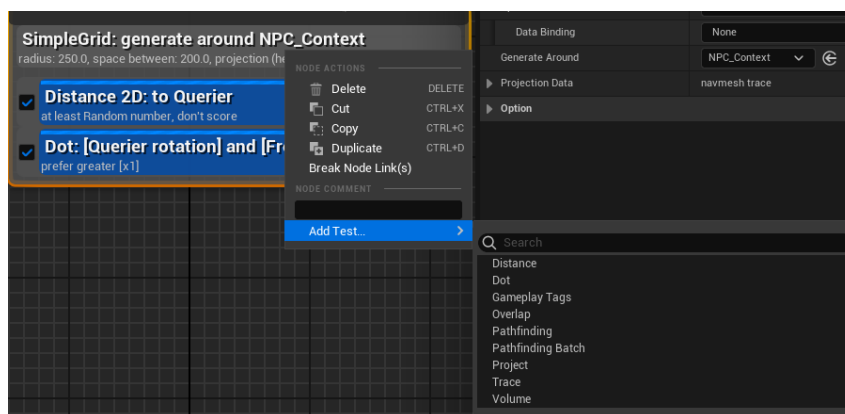 SimpleGrid: generate around NPC_Context
radius: 250.0, space between: 200.0, projection
Distance 2D: to Querier
at least Random number, don't score
Dot: [Querier rotation] and
prefer greater [x1]
NODE ACTIONS
Delete DELETE
Cut CTRL+X
Copy CTRL+C
Duplicate CTRL+D
Break Node Link(s)
NODE COMMENT
Add Test...
Data Binding None
Generate Around NPC_Context
Projection Data navmesh trace
Option
Search
Distance
Dot
Gameplay Tags
Overlap
Pathfinding
Pathfinding Batch
Project
Trace
Volume